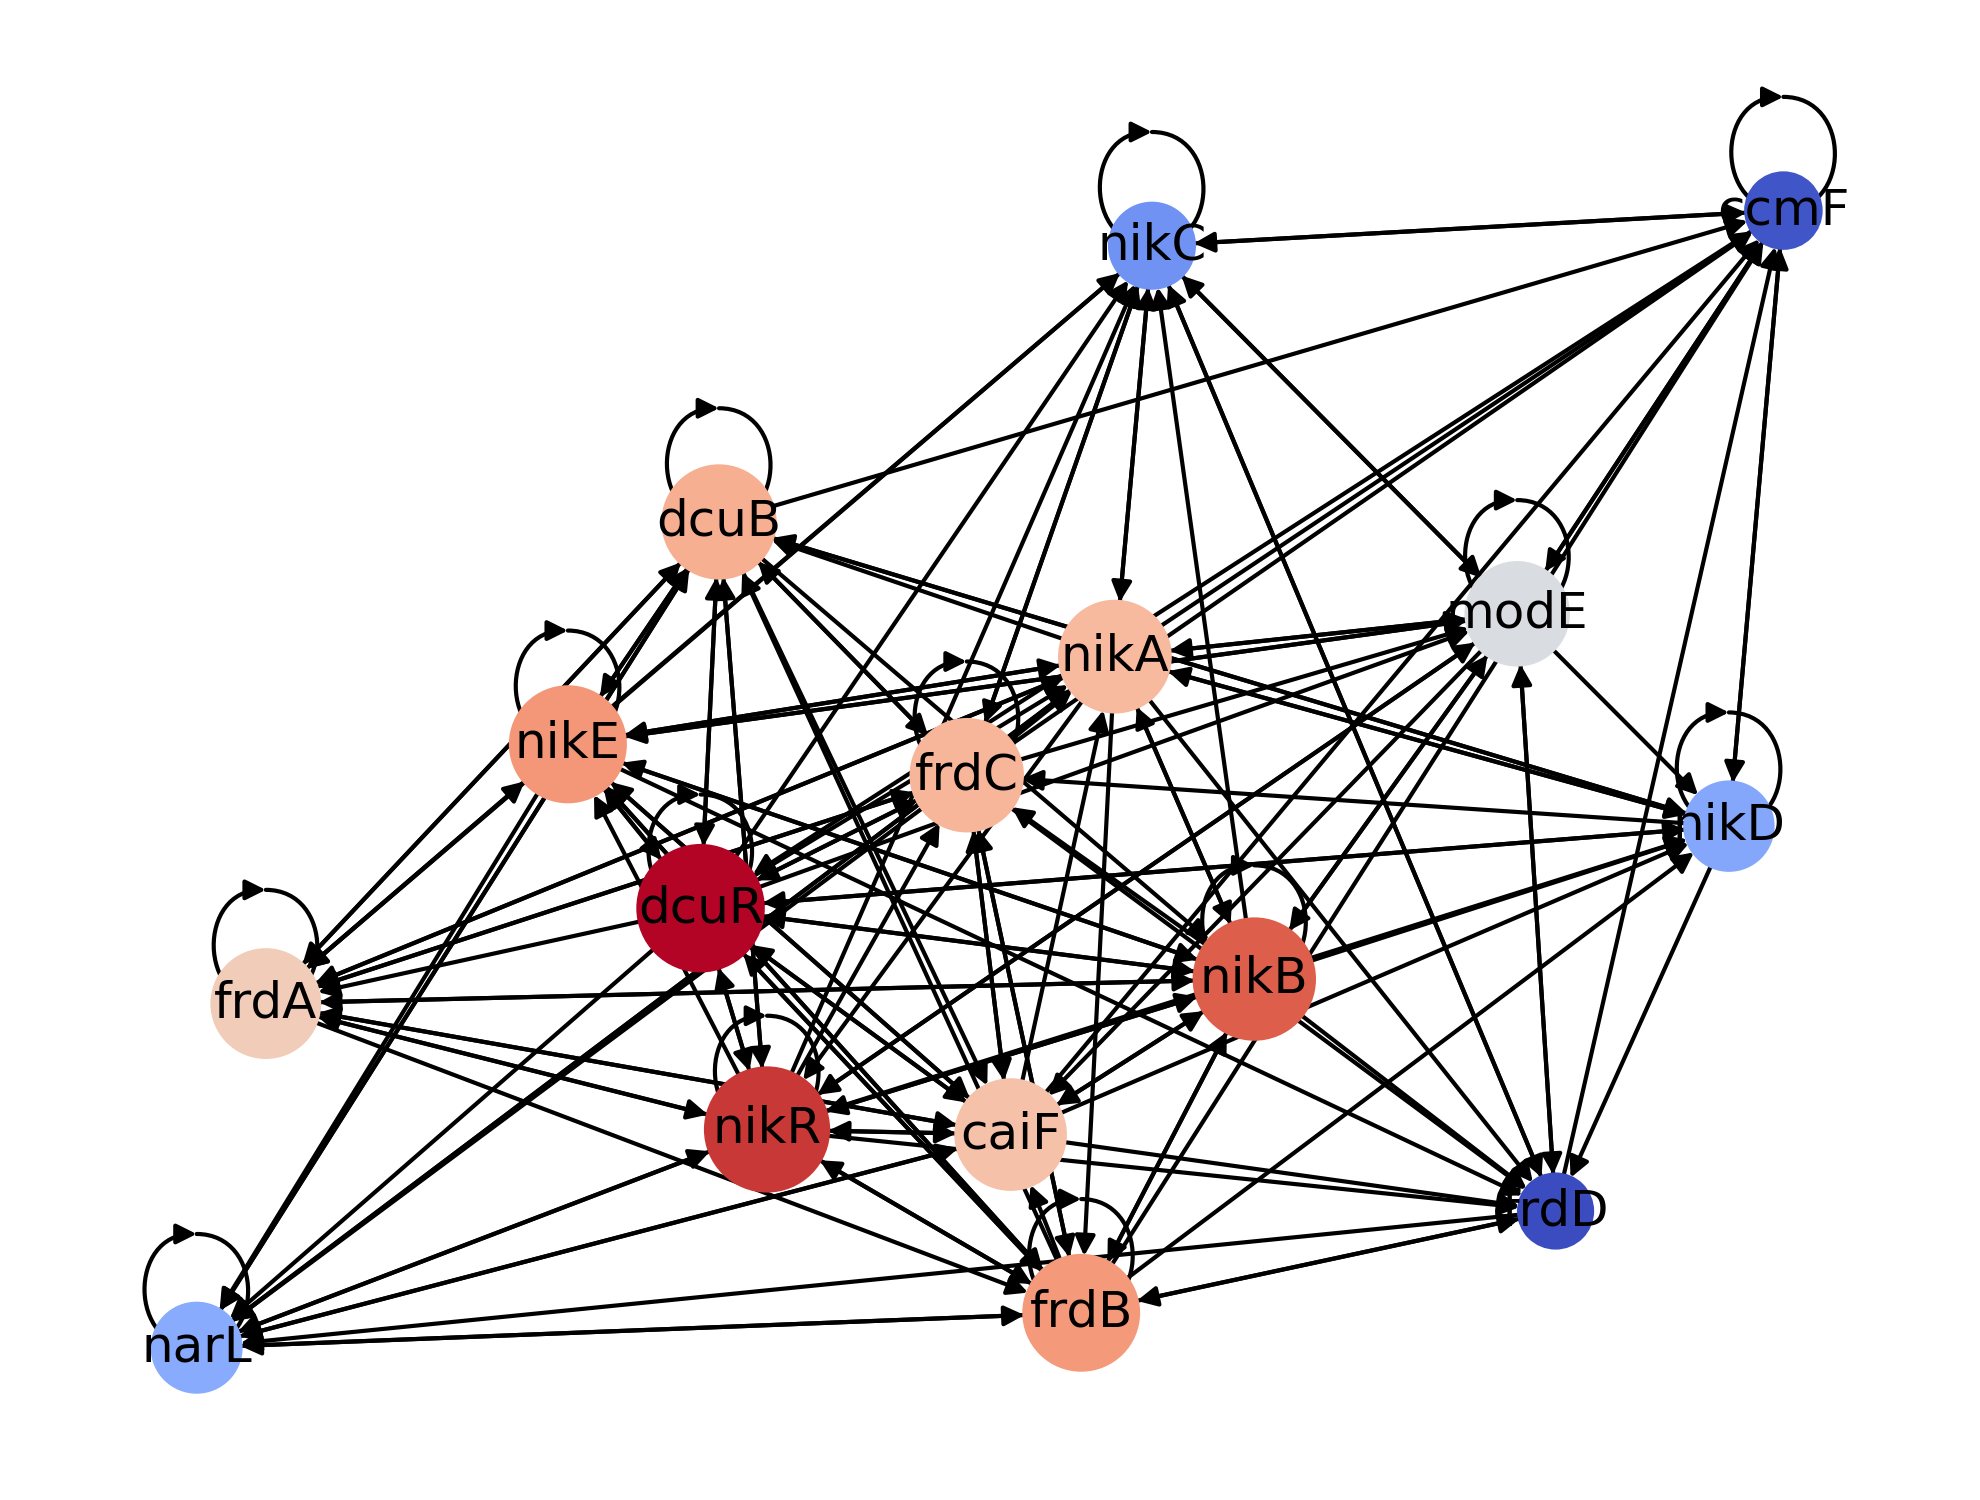 ccmF
nikC
dcuB
modE
nikA
nikE
frdC
nikD
dcuR
nikB
frdA
nikR
caiF
frdD
frdB
narL